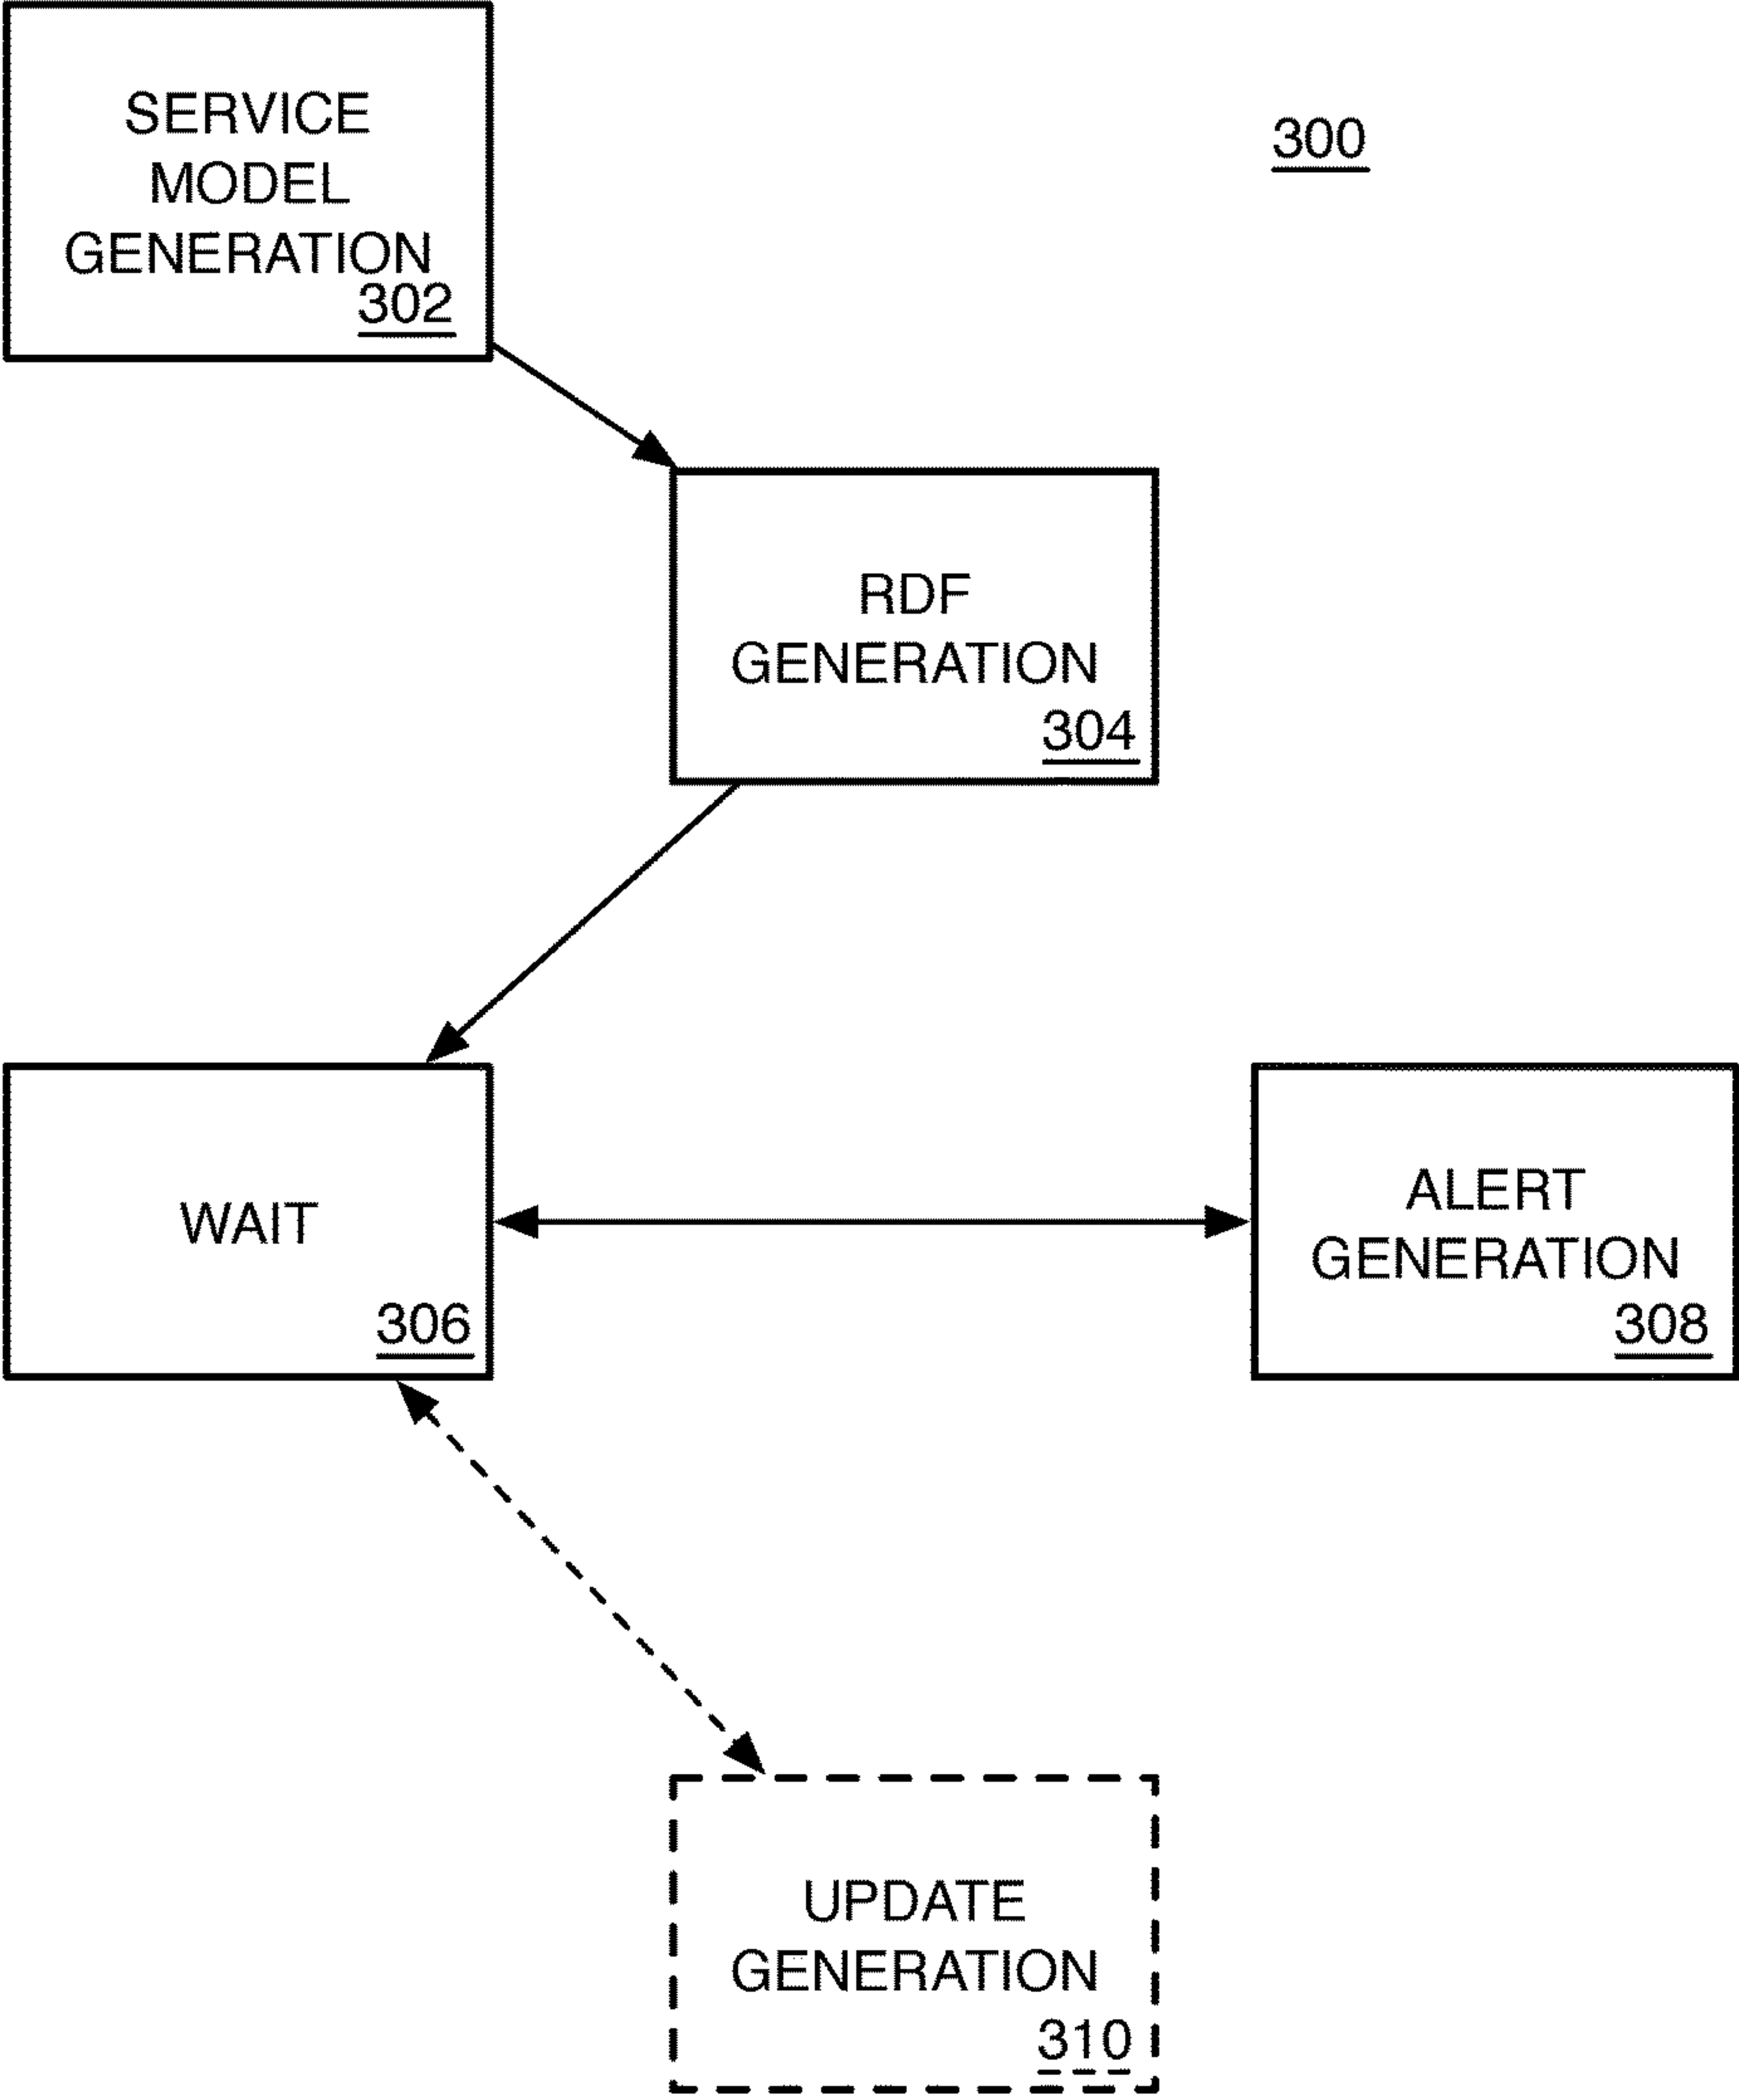 SERVICE
MODEL
GENERATION
302
300
RDF
GENERATION
304
WAIT
306
ALERT
GENERATION
308
UPDATE
GENERATION
310